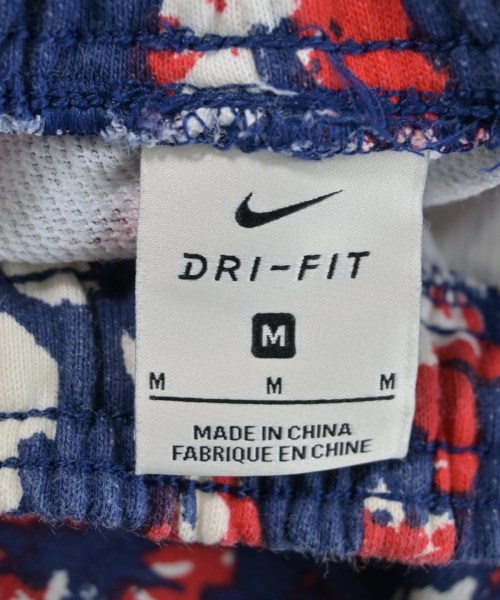 DRI-FIT
M
M M M
MADE IN CHINA
FABRIQUE EN CHINE